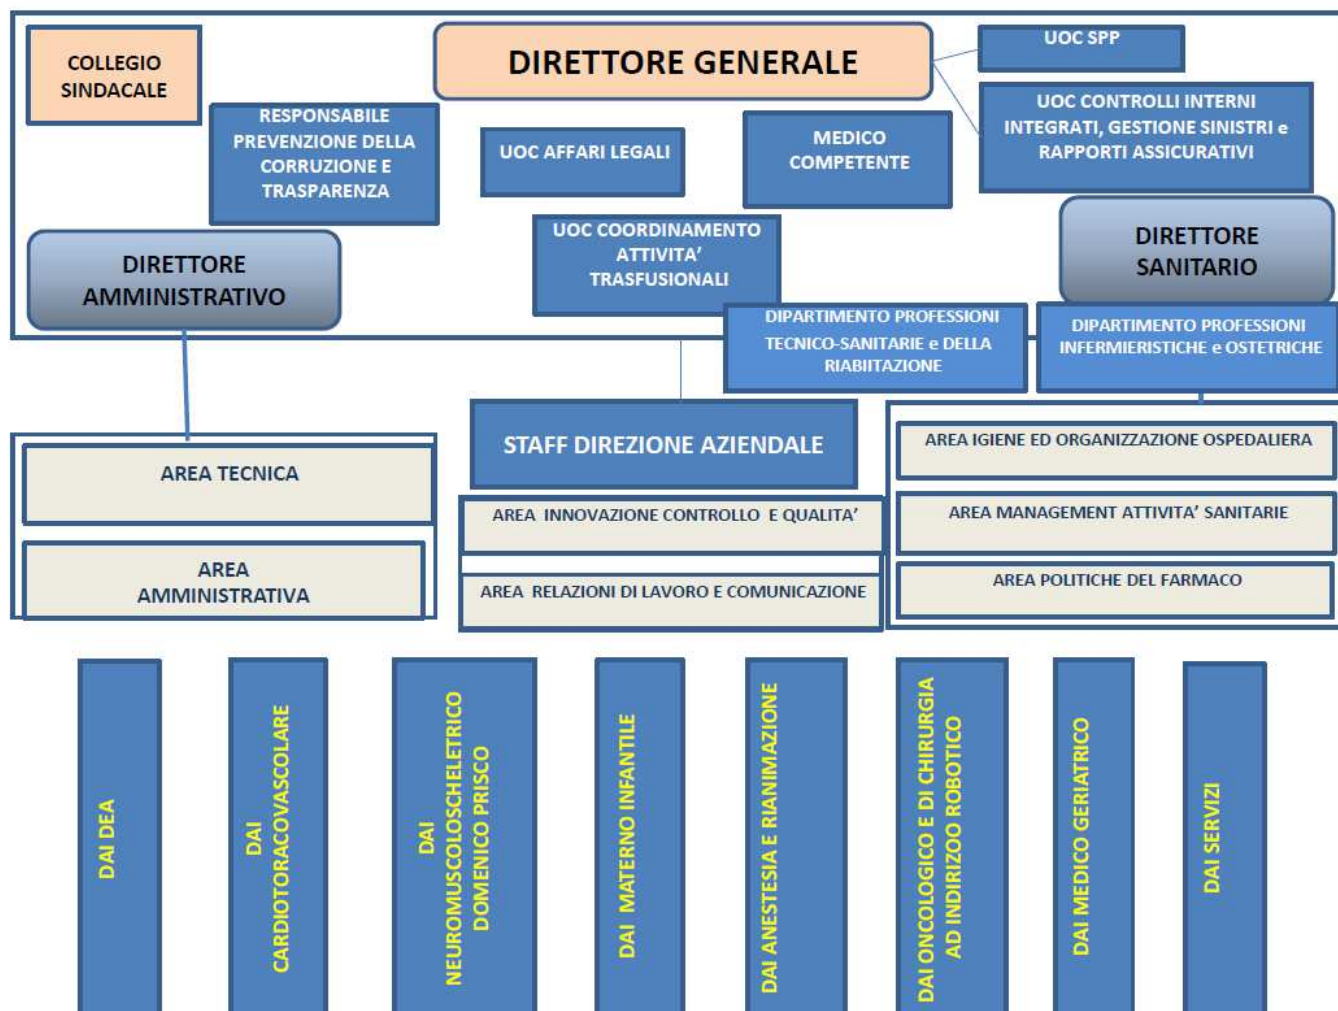 COLLEGIO
SINDACALE
DIRETTORE GENERALE
UOC SPP
RESPONSABILE
PREVENZIONE DELLA
CORRUZIONE E
TRASPARENZA
UOC AFFARI LEGALI
MEDICO
COMPETENTE
UOC CONTROLLI INTERNI
INTEGRATI, GESTIONE SINISTRI e
RAPPORTI ASSICURATIVI
DIRETTORE
AMMINISTRATIVO
UOC COORDINAMENTO
ATTIVITA’
TRASFUSIONALI
DIRETTORE
SANITARIO
DIPARTIMENTO PROFESSIONI
TECNICO-SANITARIE e DELLA
RIABIITAZIONE
DIPARTIMENTO PROFESSIONI
INFERMIERISTICHE e OSTETRICHE
AREA TECNICA
AREA
AMMINISTRATIVA
STAFF DIREZIONE AZIENDALE
AREA INNOVAZIONE CONTROLLO E QUALITA’
AREA RELAZIONI DI LAVORO E COMUNICAZIONE
AREA IGIENE ED ORGANIZZAZIONE OSPEDALIERA
AREA MANAGEMENT ATTIVITA’ SANITARIE
AREA POLITICHE DEL FARMACO
DAI DEA
DAI
CARDIOTORACOVASCOLARE
DAI
NEUROMUSCOLOSCHELETRICO
DOMENICO PRISCO
DAI MATERNO INFANTILE
DAI ANESTESIA E RIANIMAZIONE
DAI ONCOLOGICO E DI CHIRURGIA
AD INDIRIZOO ROBOTICO
DAI MEDICO GERIATRICO
DAI SERVIZI